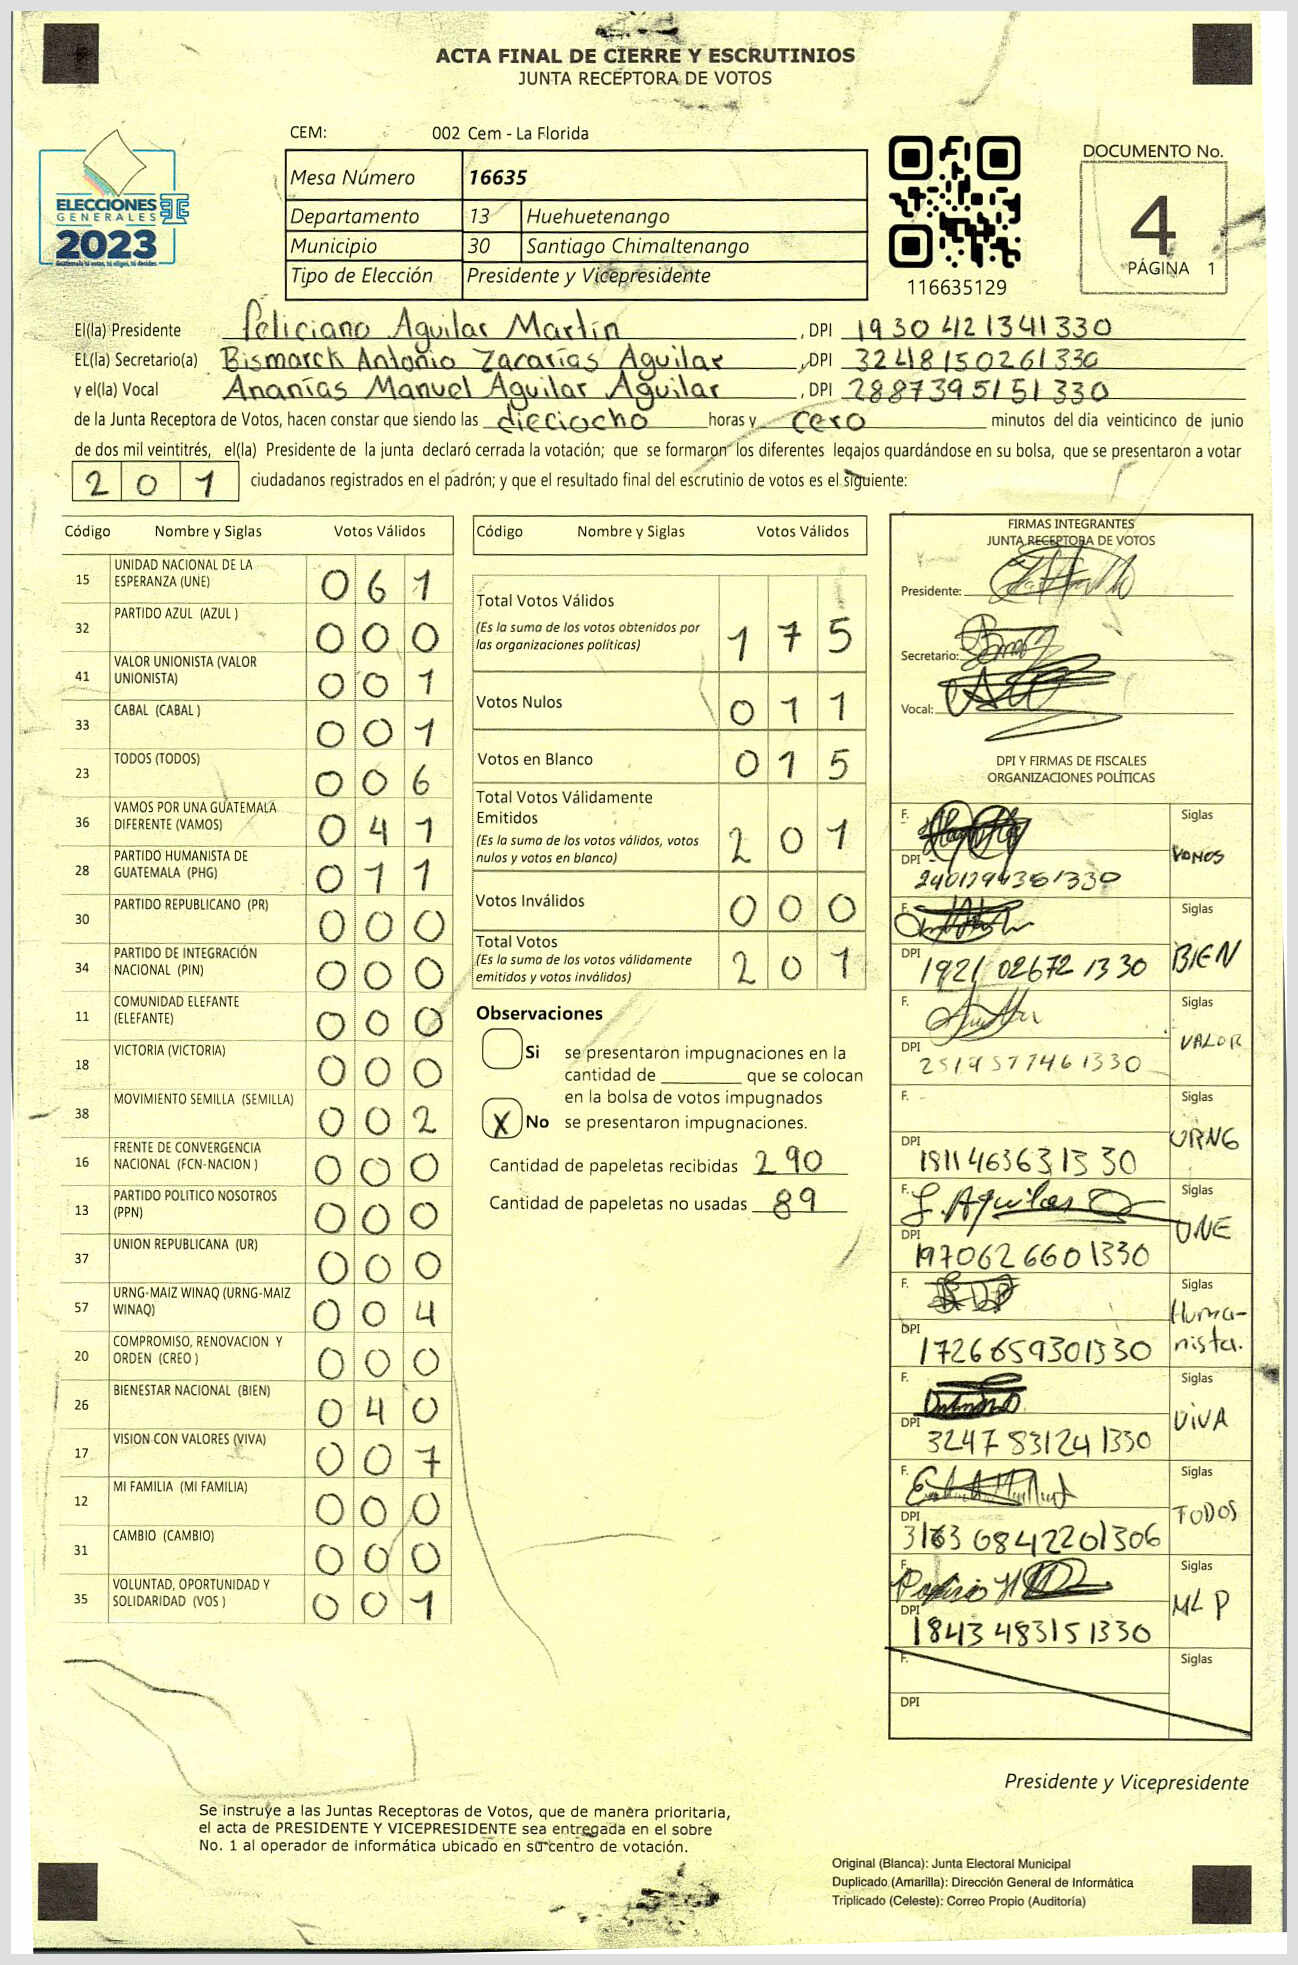 ACTA FINAL DE CIERRE Y ESCRUTINIOS
JUNTA RECEPTORA DE VOTOS
CEM: 002 Cem - La Florida
ELECCIONES
GENERALES
2023
Mesa Número 16635
Departamento 13 Huehuetenango
Municipio 30 Santiago Chimaltenango
Tipo de Elección Presidente y Vicepresidente
116635129
DOCUMENTO No.
4
PÁGINA 1
El(la) Presidente Feliciano Aguilar Martín , DPI 1930421341330
EL(la) Secretario(a) Bismarck Antonio Zacarías Aguilar , DPI 3248150261330
y el(la) Vocal Ananías Manuel Aguilar Aguilar , DPI 2887395151330
de la Junta Receptora de Votos, hacen constar que siendo las dieciocho horas y cero minutos del día veinticinco de junio
de dos mil veintitrés, el(la) Presidente de la junta declaró cerrada la votación; que se formaron los diferentes legajos guardándose en su bolsa, que se presentaron a votar
2 0 1 ciudadanos registrados en el padrón; y que el resultado final del escrutinio de votos es el siguiente:
Código Nombre y Siglas Votos Válidos
15 UNIDAD NACIONAL DE LA ESPERANZA (UNE) 0 6 1
32 PARTIDO AZUL (AZUL ) 0 0 0
41 VALOR UNIONISTA (VALOR UNIONISTA) 0 0 1
33 CABAL (CABAL ) 0 0 1
23 TODOS (TODOS) 0 0 6
36 VAMOS POR UNA GUATEMALA DIFERENTE (VAMOS) 0 4 1
28 PARTIDO HUMANISTA DE GUATEMALA (PHG) 0 1 1
30 PARTIDO REPUBLICANO (PR) 0 0 0
34 PARTIDO DE INTEGRACIÓN NACIONAL (PIN) 0 0 0
11 COMUNIDAD ELEFANTE (ELEFANTE) 0 0 0
18 VICTORIA (VICTORIA) 0 0 0
38 MOVIMIENTO SEMILLA (SEMILLA) 0 0 2
16 FRENTE DE CONVERGENCIA NACIONAL (FCN-NACION ) 0 0 0
13 PARTIDO POLITICO NOSOTROS (PPN) 0 0 0
37 UNION REPUBLICANA (UR) 0 0 0
57 URNG-MAIZ WINAQ (URNG-MAIZ WINAQ) 0 0 4
20 COMPROMISO, RENOVACION Y ORDEN (CREO ) 0 0 0
26 BIENESTAR NACIONAL (BIEN) 0 4 0
17 VISION CON VALORES (VIVA) 0 0 7
12 MI FAMILIA (MI FAMILIA) 0 0 0
31 CAMBIO (CAMBIO) 0 0 0
35 VOLUNTAD, OPORTUNIDAD Y SOLIDARIDAD (VOS ) 0 0 1
Código Nombre y Siglas Votos Válidos
Total Votos Válidos
(Es la suma de los votos obtenidos por
las organizaciones políticas) 1 7 5
Votos Nulos 0 1 1
Votos en Blanco 0 1 5
Total Votos Válidamente
Emitidos
(Es la suma de los votos válidos, votos
nulos y votos en blanco) 2 0 1
Votos Inválidos 0 0 0
Total Votos
(Es la suma de los votos válidamente
emitidos y votos inválidos) 2 0 1
Observaciones
Si se presentaron impugnaciones en la
cantidad de ________ que se colocan
en la bolsa de votos impugnados
X No se presentaron impugnaciones.
Cantidad de papeletas recibidas 290
Cantidad de papeletas no usadas 89
FIRMAS INTEGRANTES
JUNTA RECEPTORA DE VOTOS
Presidente:
Secretario:
Vocal:
DPI Y FIRMAS DE FISCALES
ORGANIZACIONES POLÍTICAS
F. Siglas
DPI VAMOS
F. Siglas
DPI 1921 02672 1330 BIEN
F. Siglas
DPI 2519577461330 VALOR
F. Siglas
DPI 1811463631330 URNG
F. J. Aguilar Siglas
DPI 1970626601330 UNE
F. Siglas
DPI 1726659301330 Humanista.
F. Siglas
DPI 3247 83124 1330 VIVA
F. Siglas
DPI 3163 08422 01306 TODOS
F. Siglas
DPI 1843 48315 1330 MLP
F. Siglas
DPI
Presidente y Vicepresidente
Se instruye a las Juntas Receptoras de Votos, que de manera prioritaria,
el acta de PRESIDENTE Y VICEPRESIDENTE sea entregada en el sobre
No. 1 al operador de informática ubicado en su centro de votación.
Original (Blanca): Junta Electoral Municipal
Duplicado (Amarilla): Dirección General de Informática
Triplicado (Celeste): Correo Propio (Auditoría)